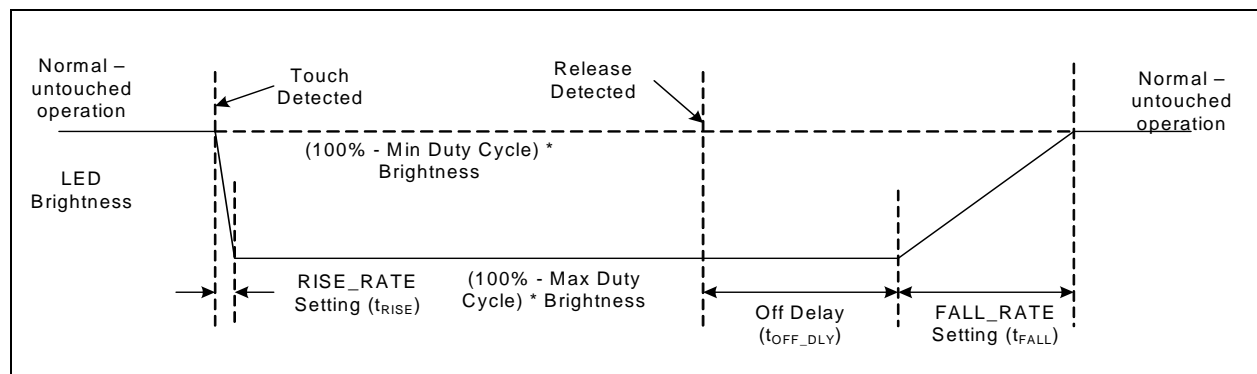 Normal –
untouched
operation
Touch
Detected
Release
Detected
Normal –
untouched
operation
(100% - Min Duty Cycle) *
Brightness
LED
Brightness
RISE_RATE
Setting (tRISE)
(100% - Max Duty
Cycle) * Brightness
Off Delay
(tOFF_DLY)
FALL_RATE
Setting (tFALL)